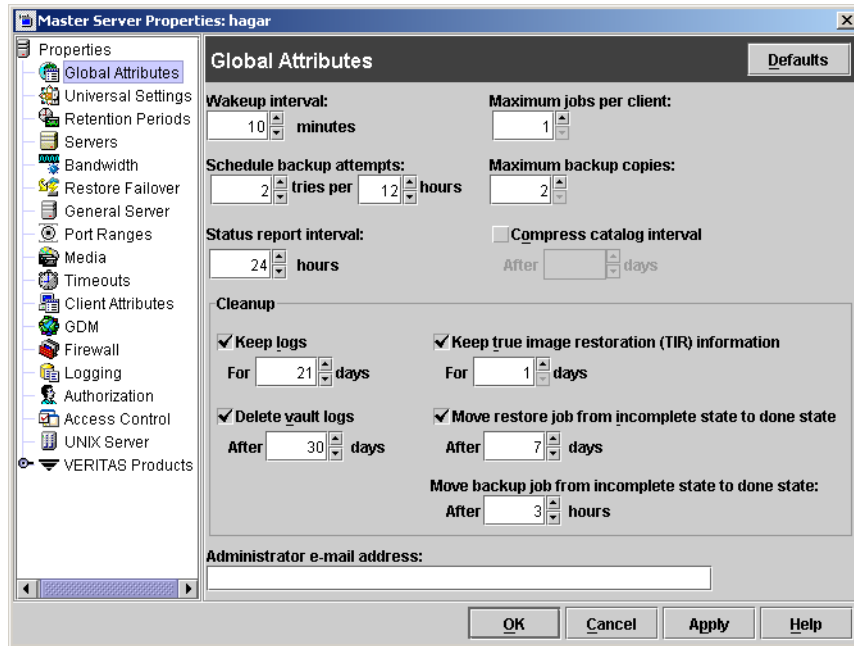 Master Server Properties: hagar
Properties
Global Attributes
Universal Settings
Retention Periods
Servers
Bandwidth
Restore Failover
General Server
Port Ranges
Media
Timeouts
Client Attributes
GDM
Firewall
Logging
Authorization
Access Control
UNIX Server
VERITAS Products
Global Attributes
Defaults
Wakeup interval:
10 minutes
Maximum jobs per client:
1
Schedule backup attempts:
2 tries per 12 hours
Maximum backup copies:
2
Status report interval:
24 hours
Compress catalog interval
After days
Cleanup
Keep logs
For 21 days
Keep true image restoration (TIR) information
For 1 days
Delete vault logs
After 30 days
Move restore job from incomplete state to done state
After 7 days
Move backup job from incomplete state to done state:
After 3 hours
Administrator e-mail address:
OK Cancel Apply Help